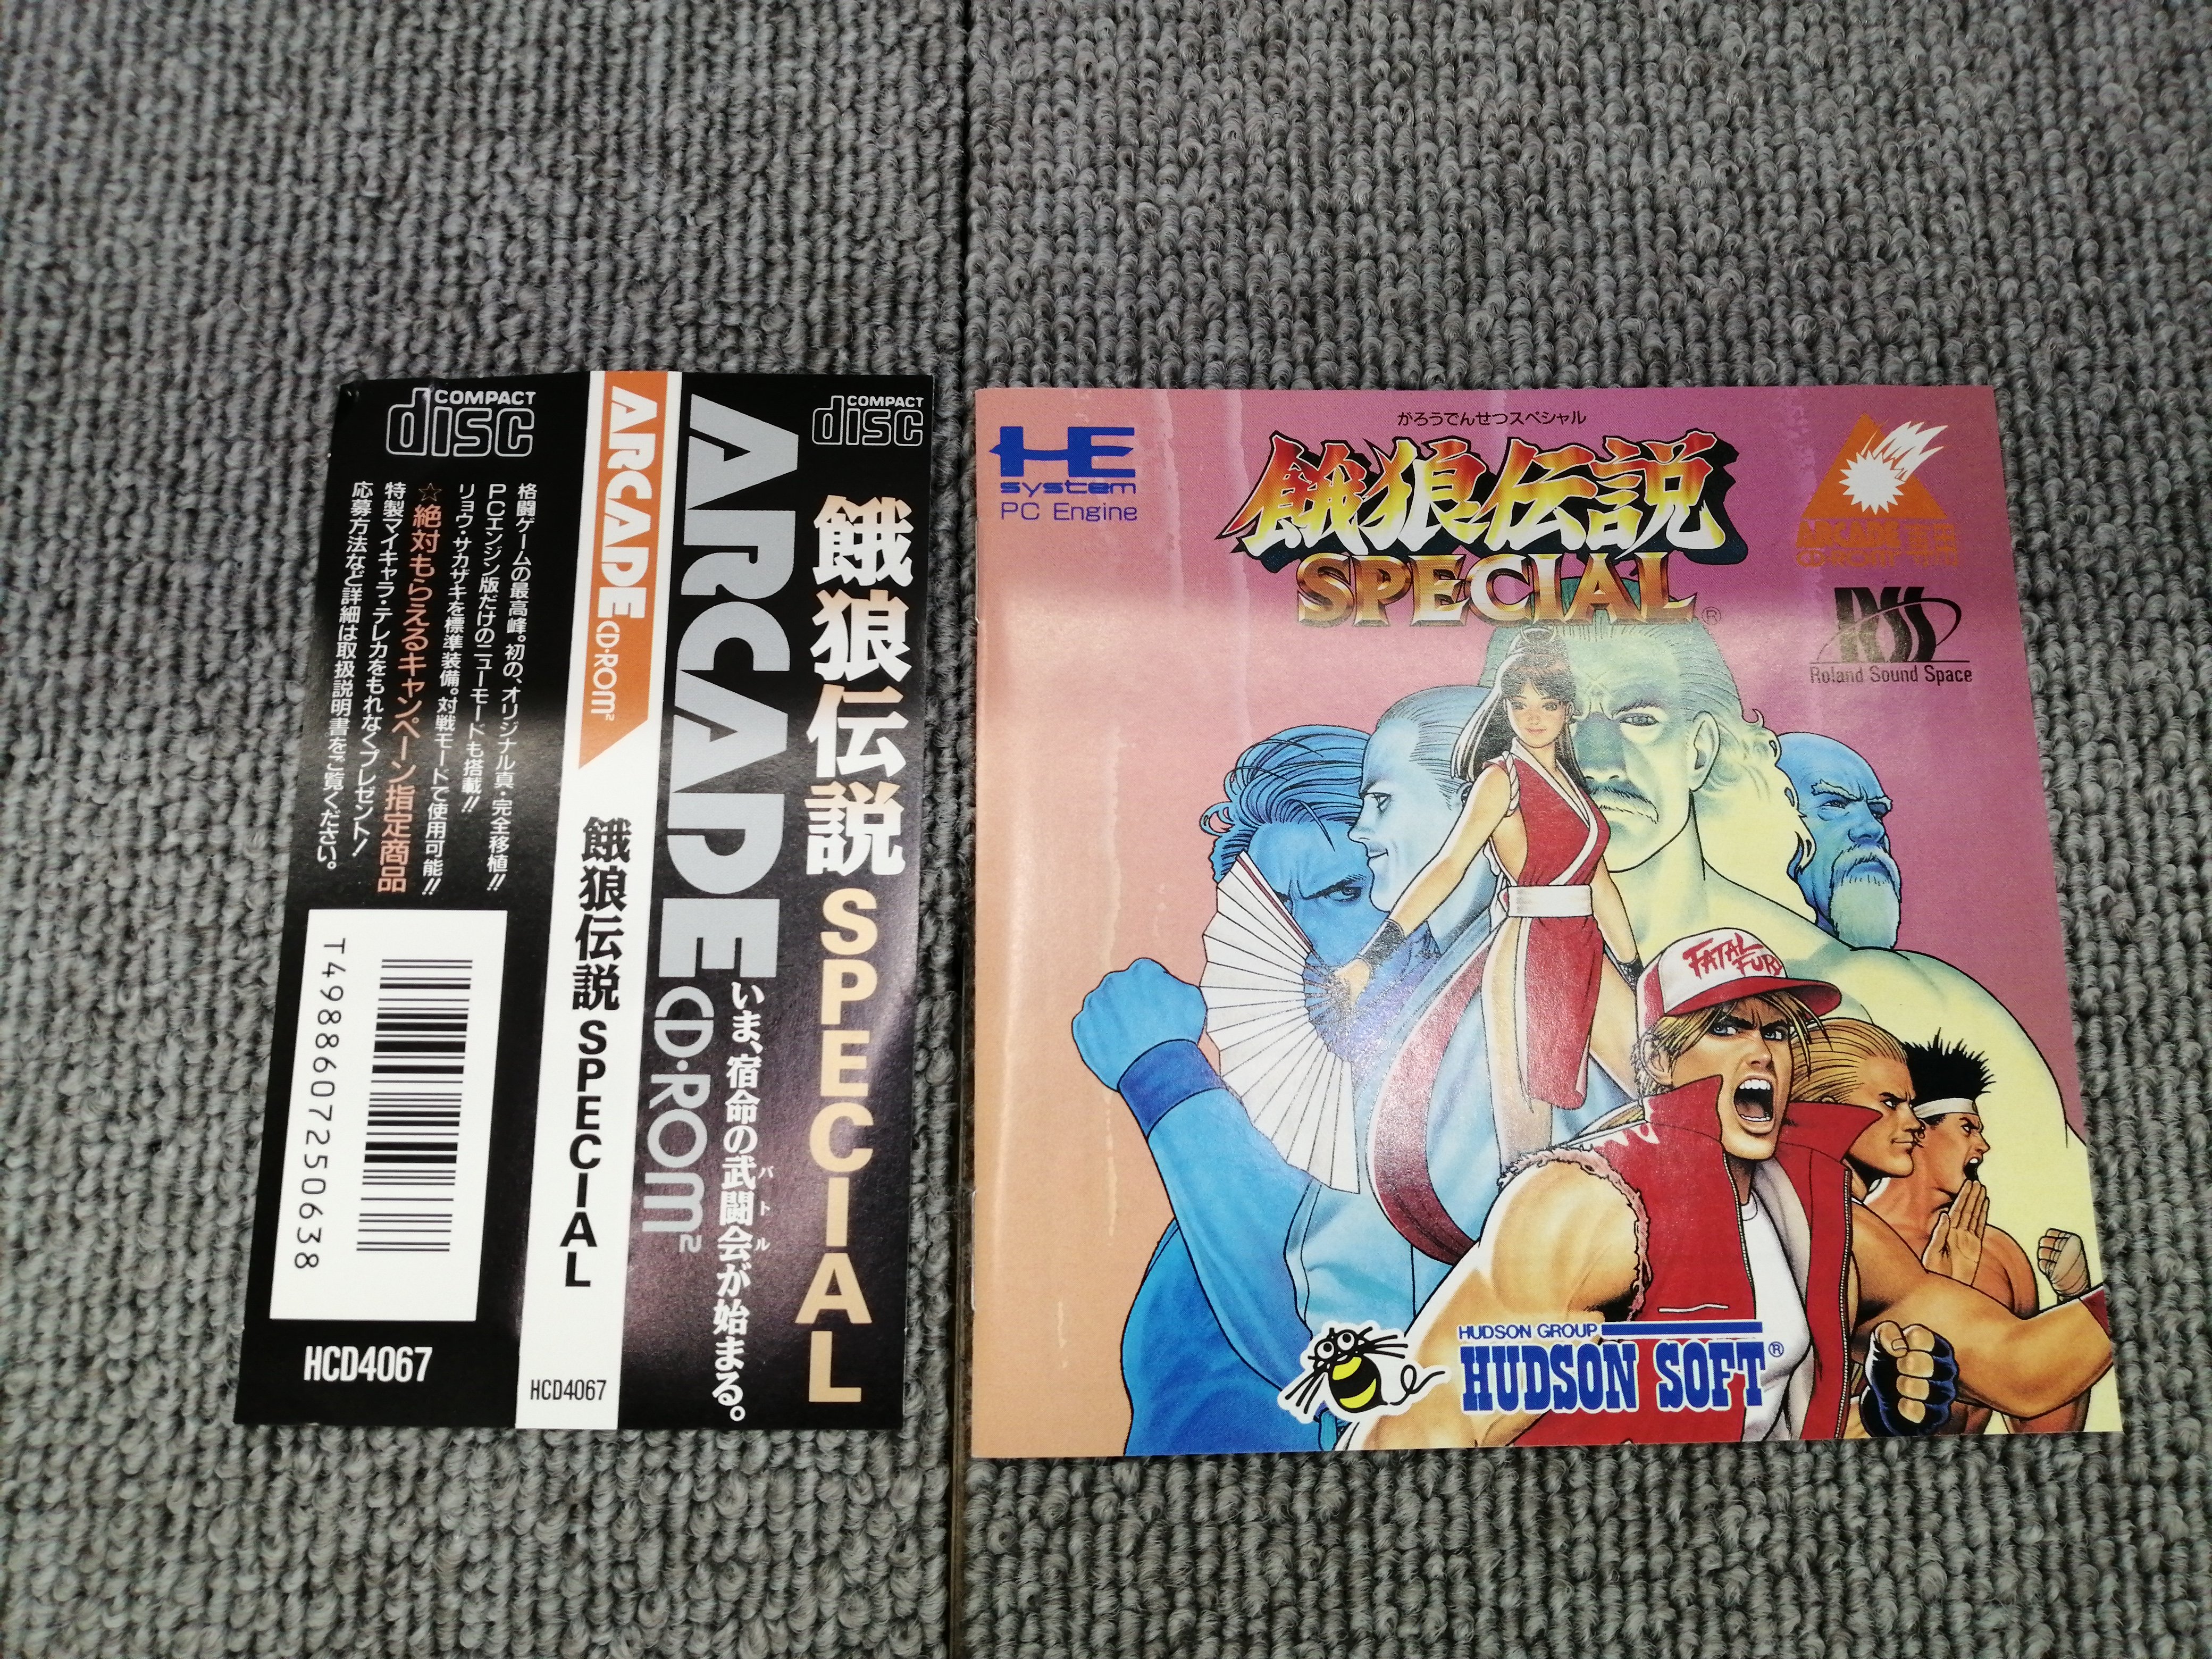 COMPACT
disc
格闘ゲームの最高峰。初の、オリジナル真・完全移植!!
PCエンジン版だけのニューモードも搭載!!
リョウ・サカザキを標準装備。対戦モードで使用可能!!
☆絶対もらえるキャンペーン指定商品
特製マイキャラ・テレカをもれなくプレゼント!
応募方法など詳細は取扱説明書をご覧ください。
T4988607250638
HCD4067
ARCADE CD・ROM²
餓狼伝説 SPECIAL
HCD4067
COMPACT
disc
餓狼伝説 SPECIAL
ARCADE CD・ROM²
いま、宿命の武闘会が始まる。
バトル
HE
system
PC Engine
がろうでんせつスペシャル
餓狼伝説
SPECIAL®
ARCADE
CD・ROM²
専用
RSS
Roland Sound Space
FATAL
FURY
HUDSON GROUP
HUDSON SOFT®